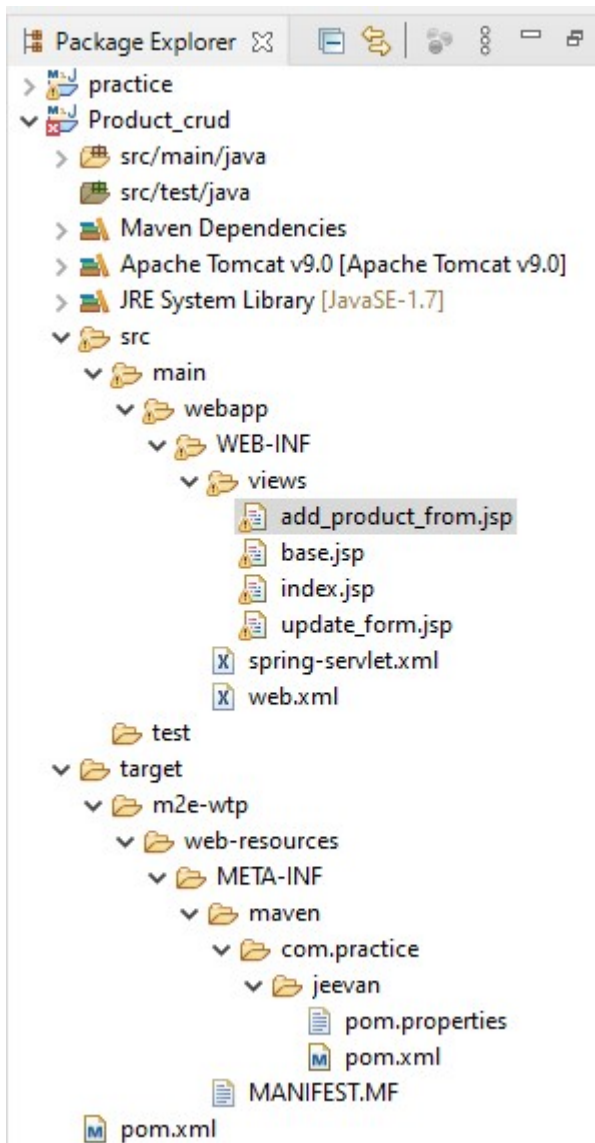 Package Explorer
practice
Product_crud
src/main/java
src/test/java
Maven Dependencies
Apache Tomcat v9.0 [Apache Tomcat v9.0]
JRE System Library [JavaSE-1.7]
src
main
webapp
WEB-INF
views
add_product_from.jsp
base.jsp
index.jsp
update_form.jsp
spring-servlet.xml
web.xml
test
target
m2e-wtp
web-resources
META-INF
maven
com.practice
jeevan
pom.properties
pom.xml
MANIFEST.MF
pom.xml